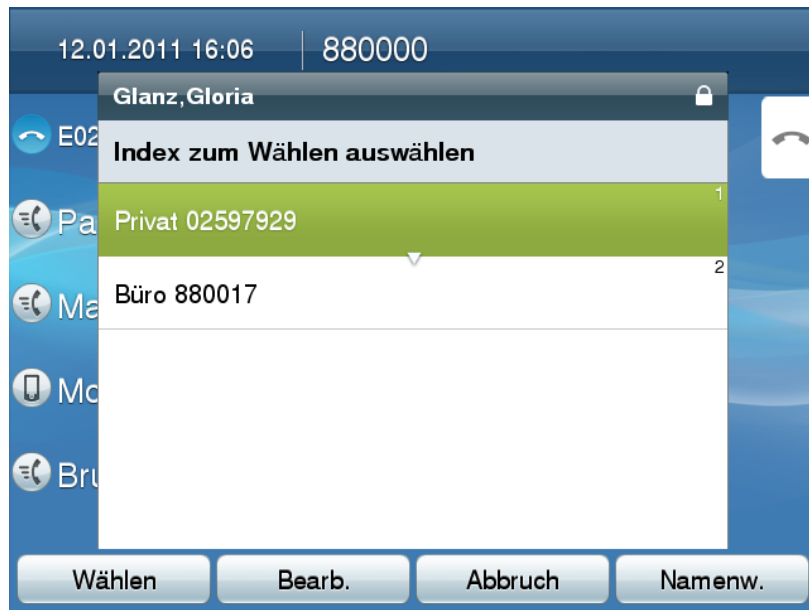 12.01.2011 16:06 880000
Glanz,Gloria
Index zum Wählen auswählen
E02
Privat 02597929 1
Pa
Büro 880017 2
Ma
Mo
Bru
Wählen Bearb. Abbruch Namenw.